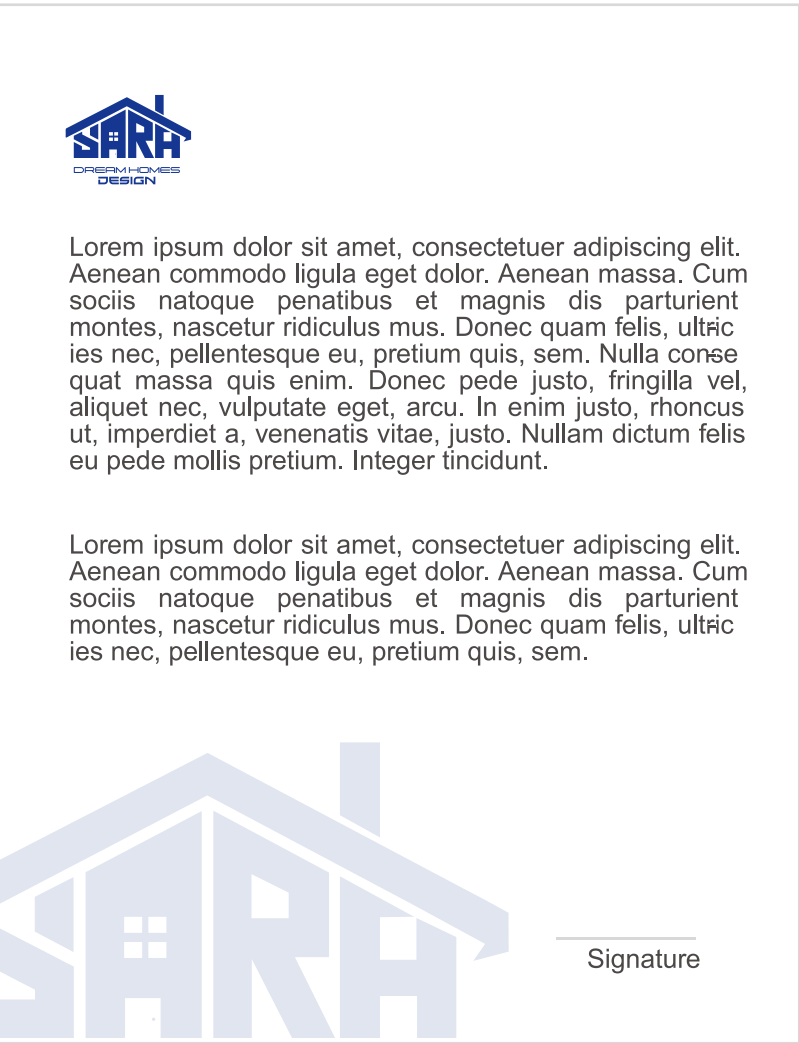 SARA
DREAM HOMES
DESIGN
Lorem ipsum dolor sit amet, consectetuer adipiscing elit.
Aenean commodo ligula eget dolor. Aenean massa. Cum
sociis natoque penatibus et magnis dis parturient
montes, nascetur ridiculus mus. Donec quam felis, ultric
ies nec, pellentesque eu, pretium quis, sem. Nulla conse
quat massa quis enim. Donec pede justo, fringilla vel,
aliquet nec, vulputate eget, arcu. In enim justo, rhoncus
ut, imperdiet a, venenatis vitae, justo. Nullam dictum felis
eu pede mollis pretium. Integer tincidunt.
Lorem ipsum dolor sit amet, consectetuer adipiscing elit.
Aenean commodo ligula eget dolor. Aenean massa. Cum
sociis natoque penatibus et magnis dis parturient
montes, nascetur ridiculus mus. Donec quam felis, ultric
ies nec, pellentesque eu, pretium quis, sem.
SARA
Signature